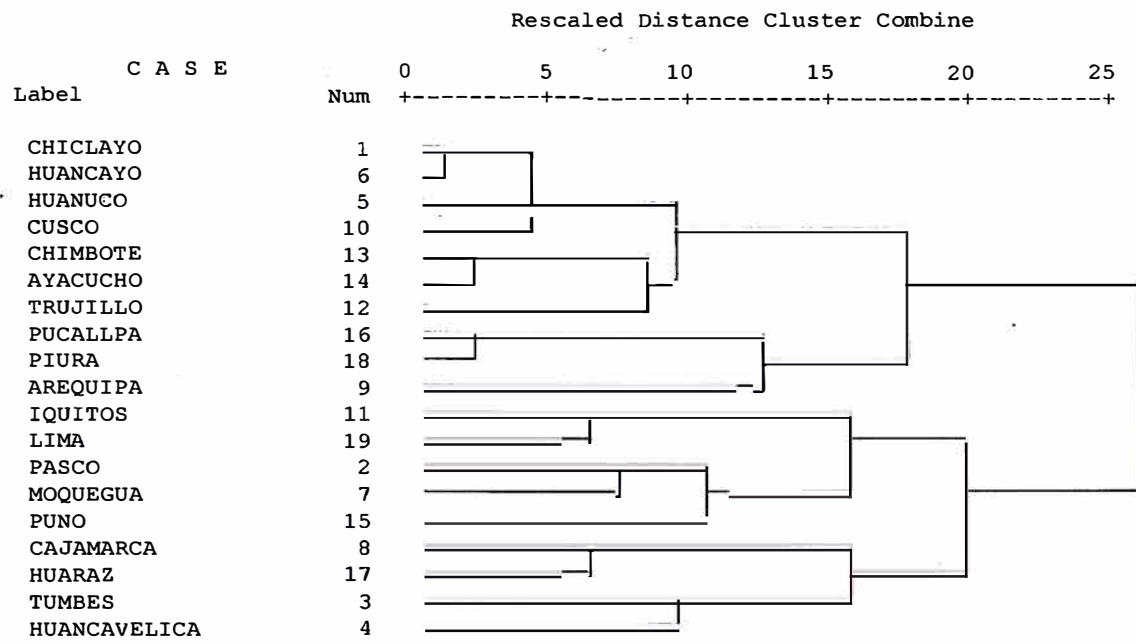 Rescaled Distance Cluster Combine
C A S E 0 5 10 15 20 25
Label Num +---------+---------+---------+---------+---------+
CHICLAYO 1
HUANCAYO 6
HUANUCO 5
CUSCO 10
CHIMBOTE 13
AYACUCHO 14
TRUJILLO 12
PUCALLPA 16
PIURA 18
AREQUIPA 9
IQUITOS 11
LIMA 19
PASCO 2
MOQUEGUA 7
PUNO 15
CAJAMARCA 8
HUARAZ 17
TUMBES 3
HUANCAVELICA 4